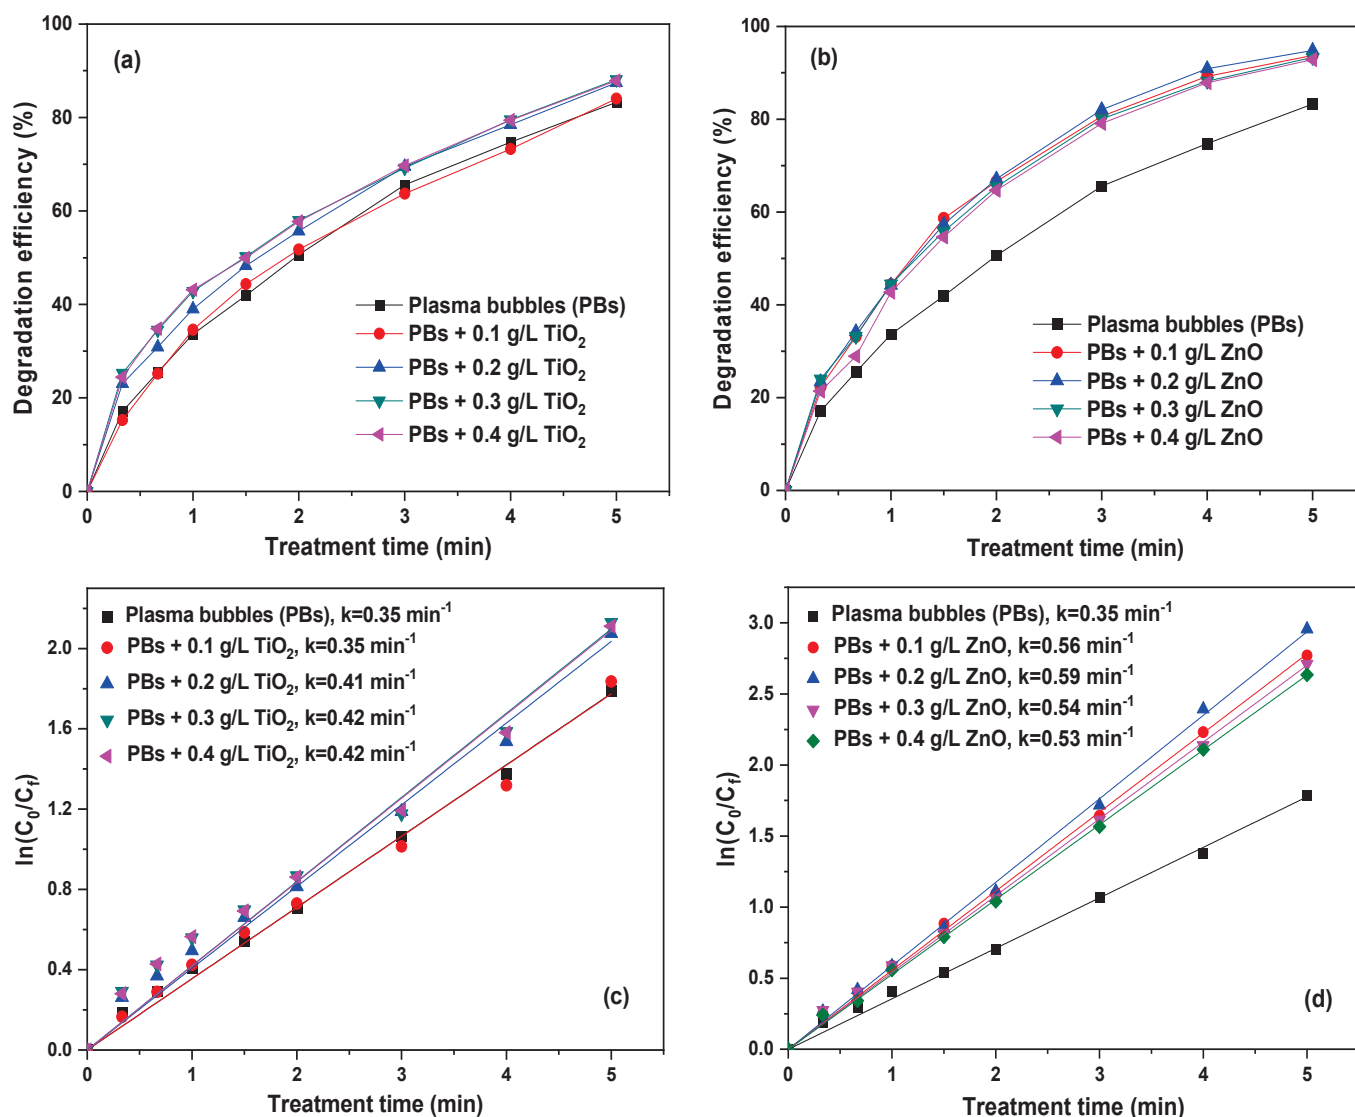 (a)
100
80
60
40
20
0
Degradation efficiency (%)
Plasma bubbles (PBs)
PBs + 0.1 g/L TiO₂
PBs + 0.2 g/L TiO₂
PBs + 0.3 g/L TiO₂
PBs + 0.4 g/L TiO₂
0 1 2 3 4 5
Treatment time (min)
(b)
100
80
60
40
20
0
Degradation efficiency (%)
Plasma bubbles (PBs)
PBs + 0.1 g/L ZnO
PBs + 0.2 g/L ZnO
PBs + 0.3 g/L ZnO
PBs + 0.4 g/L ZnO
0 1 2 3 4 5
Treatment time (min)
Plasma bubbles (PBs), k=0.35 min⁻¹
PBs + 0.1 g/L TiO₂, k=0.35 min⁻¹
PBs + 0.2 g/L TiO₂, k=0.41 min⁻¹
PBs + 0.3 g/L TiO₂, k=0.42 min⁻¹
PBs + 0.4 g/L TiO₂, k=0.42 min⁻¹
2.0
1.6
1.2
0.8
0.4
0.0
ln(C₀/C_f)
(c)
0 1 2 3 4 5
Treatment time (min)
Plasma bubbles (PBs), k=0.35 min⁻¹
PBs + 0.1 g/L ZnO, k=0.56 min⁻¹
PBs + 0.2 g/L ZnO, k=0.59 min⁻¹
PBs + 0.3 g/L ZnO, k=0.54 min⁻¹
PBs + 0.4 g/L ZnO, k=0.53 min⁻¹
3.0
2.5
2.0
1.5
1.0
0.5
0.0
ln(C₀/C_f)
(d)
0 1 2 3 4 5
Treatment time (min)